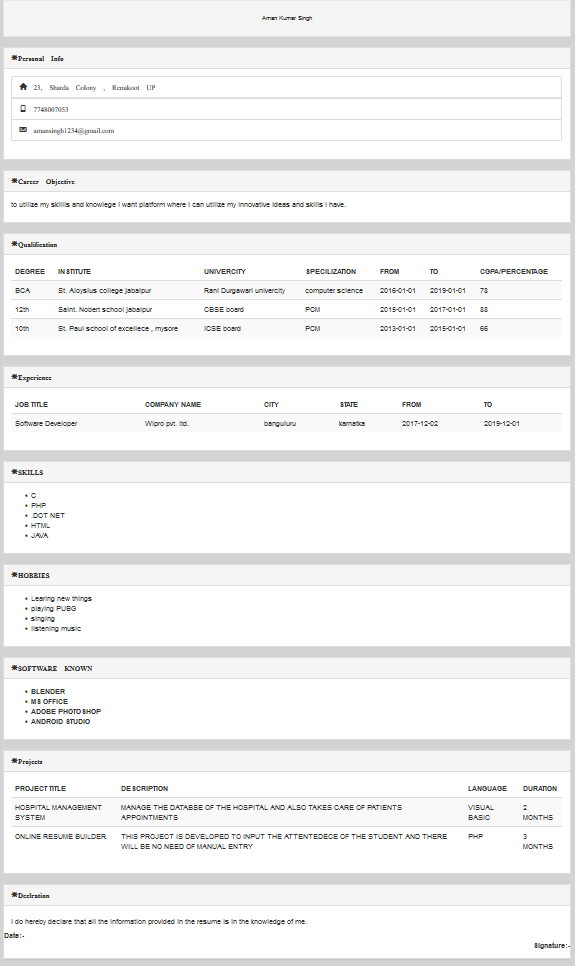 Aman Kumar Singh
✱Personal Info
23, Sharda Colony , Renukoot UP
7748007053
amansingh1234@gmail.com
✱Career Objective
to utilize my skillls and knowlege i want platform where i can utilize my innovative ideas and skills i have.
✱Qualification
DEGREE INSTITUTE UNIVERCITY SPECILIZATION FROM TO CGPA/PERCENTAGE
BCA St. Aloysius college jabalpur Rani Durgawari univercity computer science 2016-01-01 2019-01-01 78
12th Saint. Nobert school jabalpur CBSE board PCM 2015-01-01 2017-01-01 88
10th St. Paul school of excellece , mysore ICSE board PCM 2013-01-01 2015-01-01 66
✱Experience
JOB TITLE COMPANY NAME CITY STATE FROM TO
Software Developer Wipro pvt. ltd. banguluru karnatka 2017-12-02 2019-12-01
✱SKILLS
• C
• PHP
• .DOT NET
• HTML
• JAVA
✱HOBBIES
• Learing new things
• playing PUBG
• singing
• listening music
✱SOFTWARE KNOWN
• BLENDER
• MS OFFICE
• ADOBE PHOTOSHOP
• ANDROID STUDIO
✱Projects
PROJECT TITLE DESCRIPTION LANGUAGE DURATION
HOSPITAL MANAGEMENT SYSTEM MANAGE THE DATABSE OF THE HOSPITAL AND ALSO TAKES CARE OF PATIENTS APPOINTMENTS VISUAL BASIC 2 MONTHS
ONLINE RESUME BUILDER THIS PROJECT IS DEVELOPED TO INPUT THE ATTENTEDECE OF THE STUDENT AND THERE WILL BE NO NEED OF MANUAL ENTRY PHP 3 MONTHS
✱Declration
I do hereby declare that all the information provided in the resume is in the knowledge of me.
Date:-
Signature:-